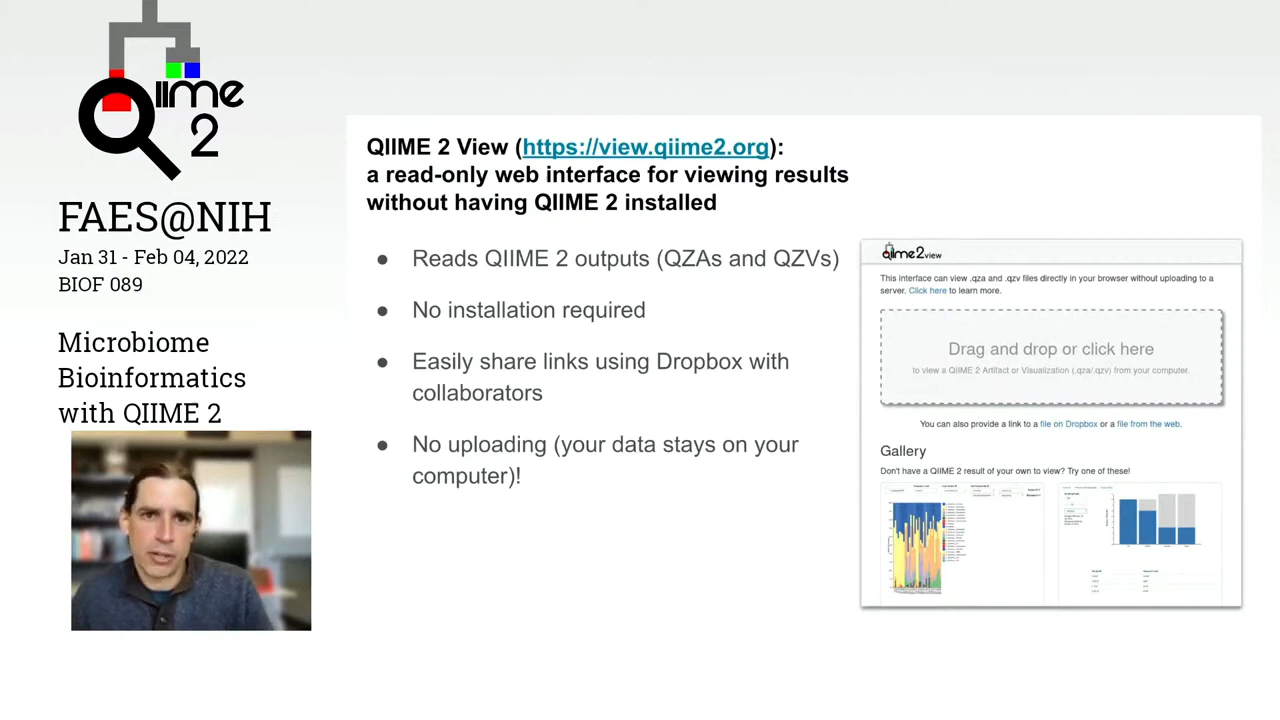 Qiime
2
FAES@NIH
Jan 31 - Feb 04, 2022
BIOF 089
Microbiome
Bioinformatics
with QIIME 2
QIIME 2 View (https://view.qiime2.org):
a read-only web interface for viewing results
without having QIIME 2 installed
● Reads QIIME 2 outputs (QZAs and QZVs)
● No installation required
● Easily share links using Dropbox with
collaborators
● No uploading (your data stays on your
computer)!
qiime2view
This interface can view .qza and .qzv files directly in your browser without uploading to a
server. Click here to learn more.
Drag and drop or click here
to view a QIIME 2 Artifact or Visualization (.qza/.qzv) from your computer.
You can also provide a link to a file on Dropbox or a file from the web.
Gallery
Don't have a QIIME 2 result of your own to view? Try one of these!